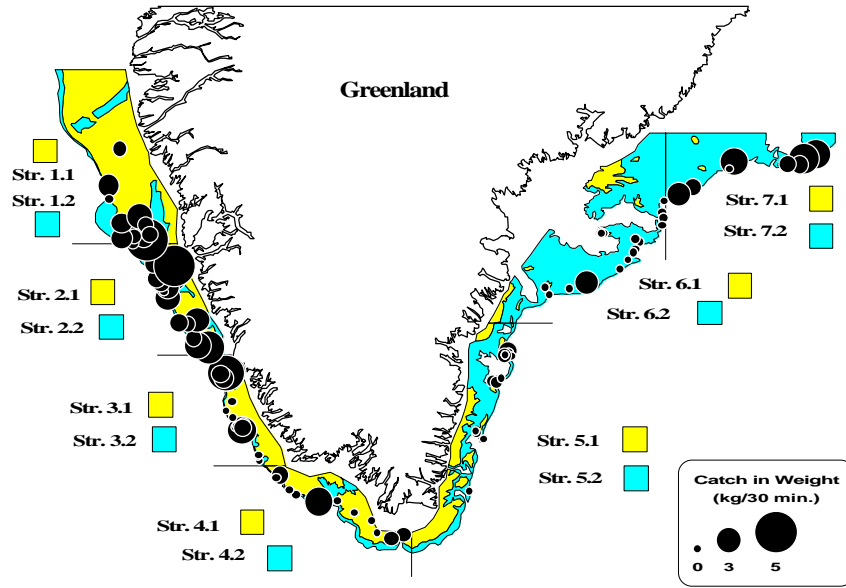 Greenland
Str. 1.1
Str. 1.2
Str. 7.1
Str. 7.2
Str. 2.1
Str. 2.2
Str. 6.1
Str. 6.2
Str. 3.1
Str. 3.2
Str. 5.1
Str. 5.2
Str. 4.1
Str. 4.2
Catch in Weight
(kg/30 min.)
0 3 5